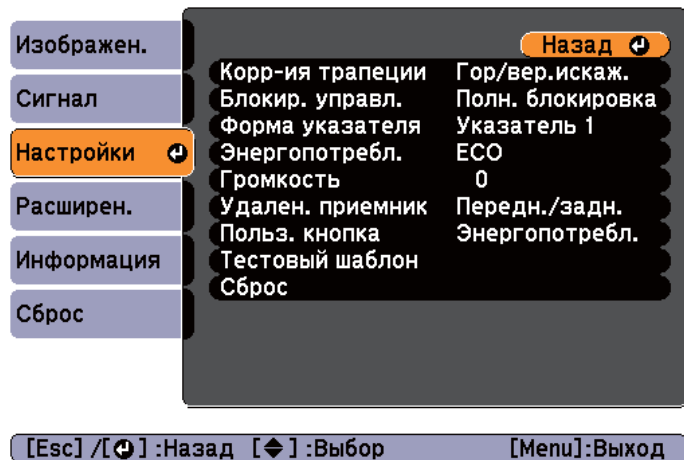 Изображен.
Сигнал
Настройки
Расширен.
Информация
Сброс
Назад
Корр-ия трапеции Гор/вер.искаж.
Блокир. управл. Полн. блокировка
Форма указателя Указатель 1
Энергопотребл. ECO
Громкость 0
Удален. приемник Передн./задн.
Польз. кнопка Энергопотребл.
Тестовый шаблон
Сброс
[Esc] /[ ] :Назад [ ] :Выбор [Menu]:Выход